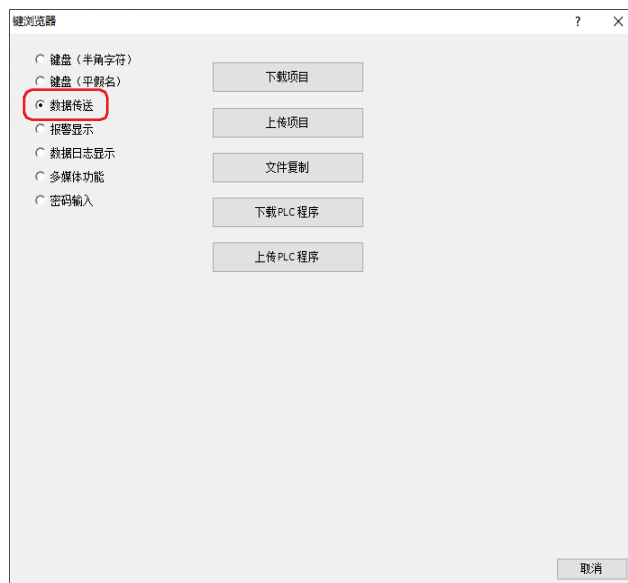 键浏览器
?
键盘（半角字符）
键盘（平假名）
数据传送
报警显示
数据日志显示
多媒体功能
密码输入
下载项目
上传项目
文件复制
下载PLC程序
上传PLC程序
取消